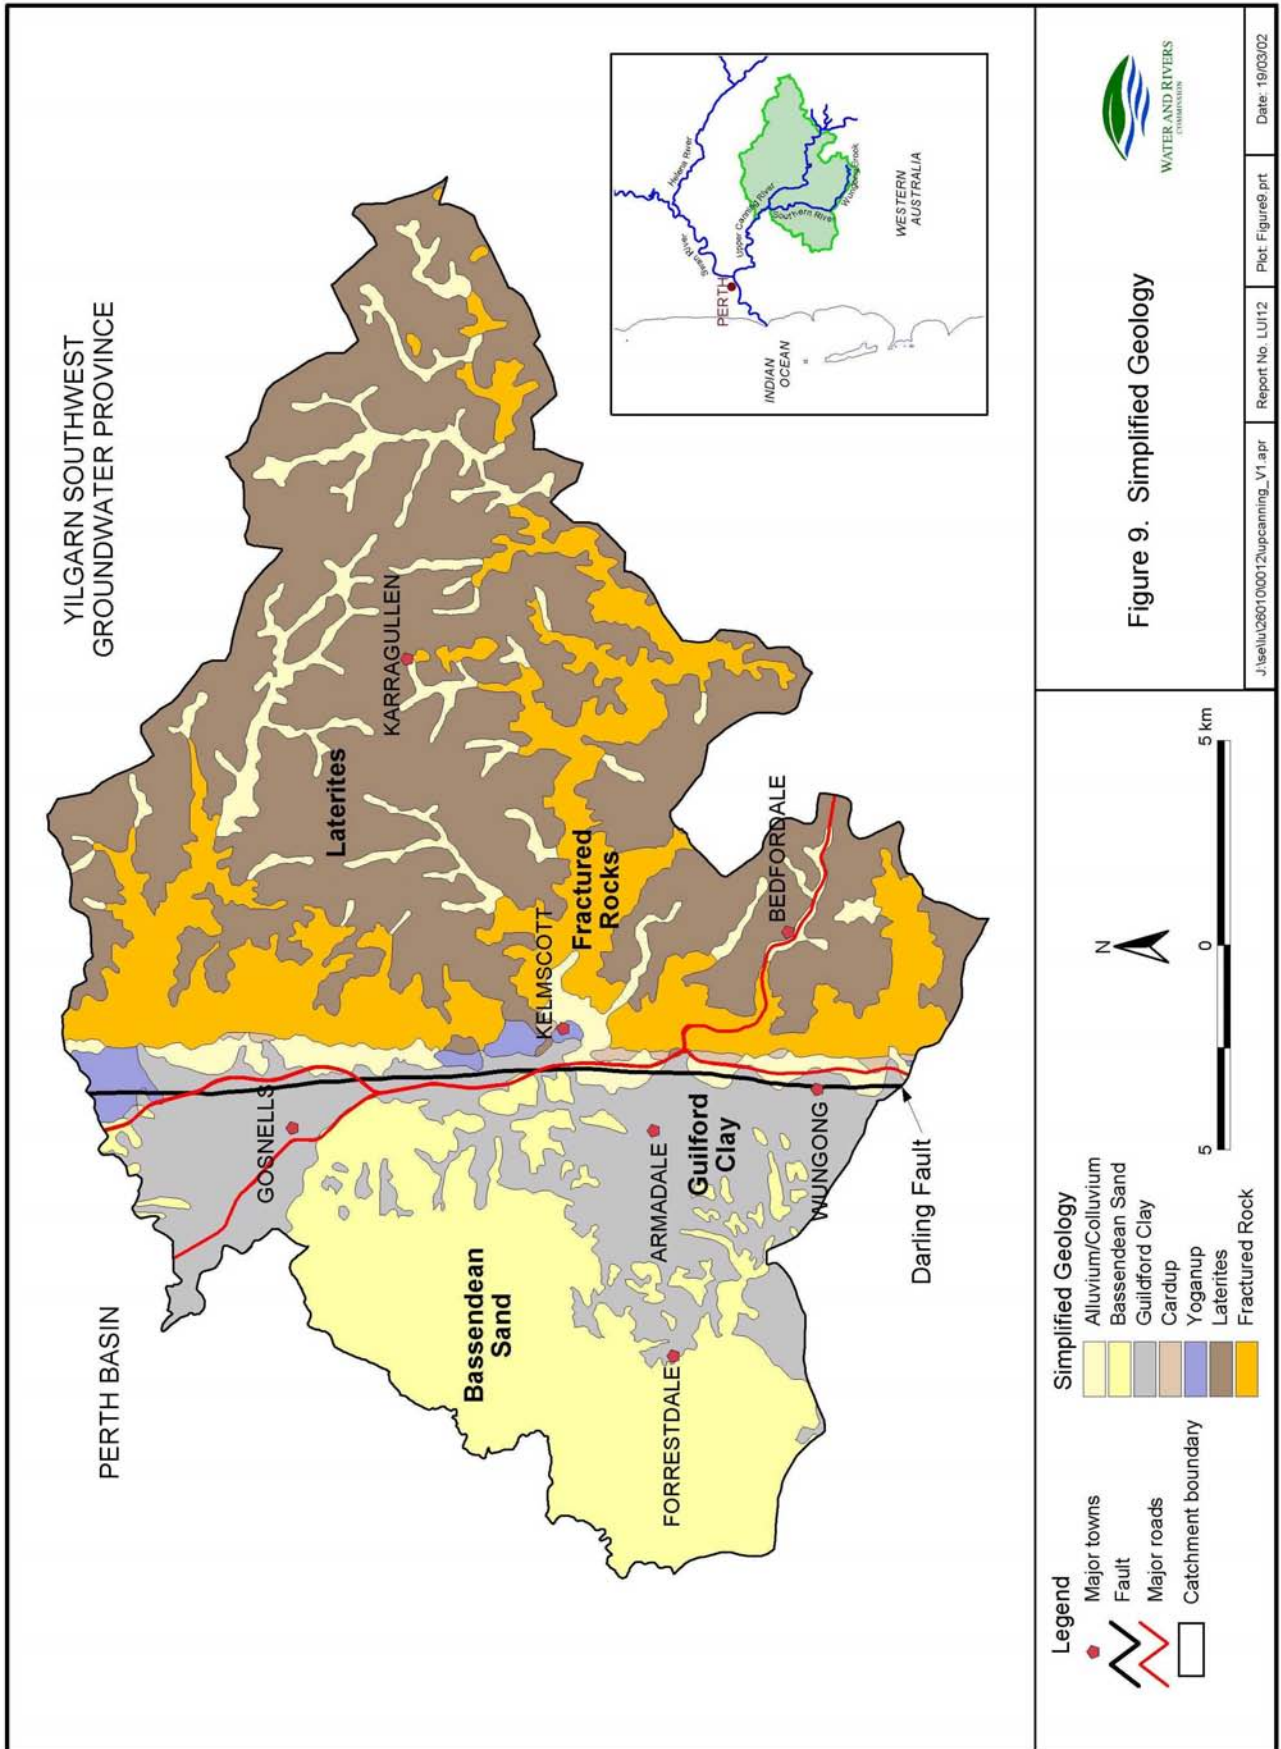 YILGARN SOUTHWEST
GROUNDWATER PROVINCE
PERTH BASIN
Laterites
KARRAGULLEN
Fractured
Rocks
KELMSCOTT
BEDFORDALE
GOSNELLS
Bassendean
Sand
ARMADALE
Guilford
Clay
WUNGONG
FORRESTDALE
Darling Fault
Helena River
Swan River
Upper Canning River
Southern River
Wungong Brook
PERTH
INDIAN
OCEAN
WESTERN
AUSTRALIA
Legend
Major towns
Fault
Major roads
Catchment boundary
Simplified Geology
Alluvium/Colluvium
Bassendean Sand
Guildford Clay
Cardup
Yoganup
Laterites
Fractured Rock
N
5 0 5 km
Figure 9. Simplified Geology
WATER AND RIVERS
COMMISSION
J:\se\lu\26010\0012\upcanning_V1.apr
Report No. LUI12
Plot: Figure9.prt
Date: 19/03/02